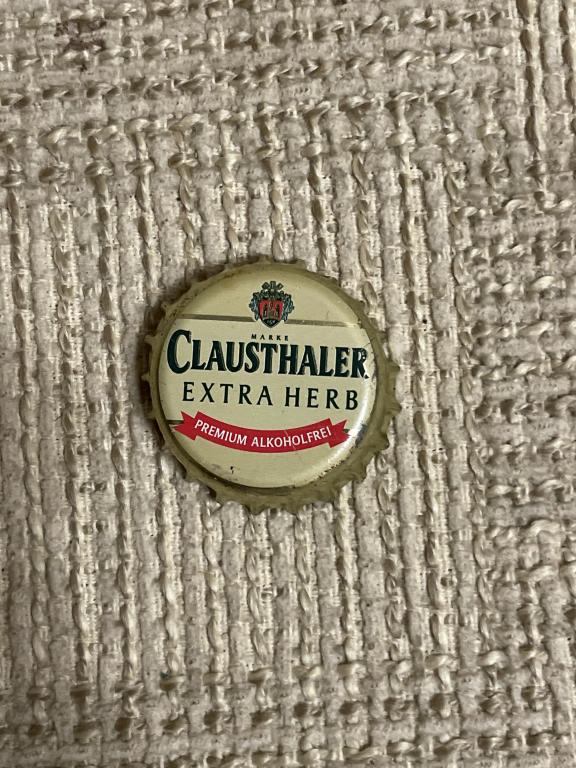 MARKE
CLAUSTHALER
EXTRA HERB
PREMIUM ALKOHOLFREI